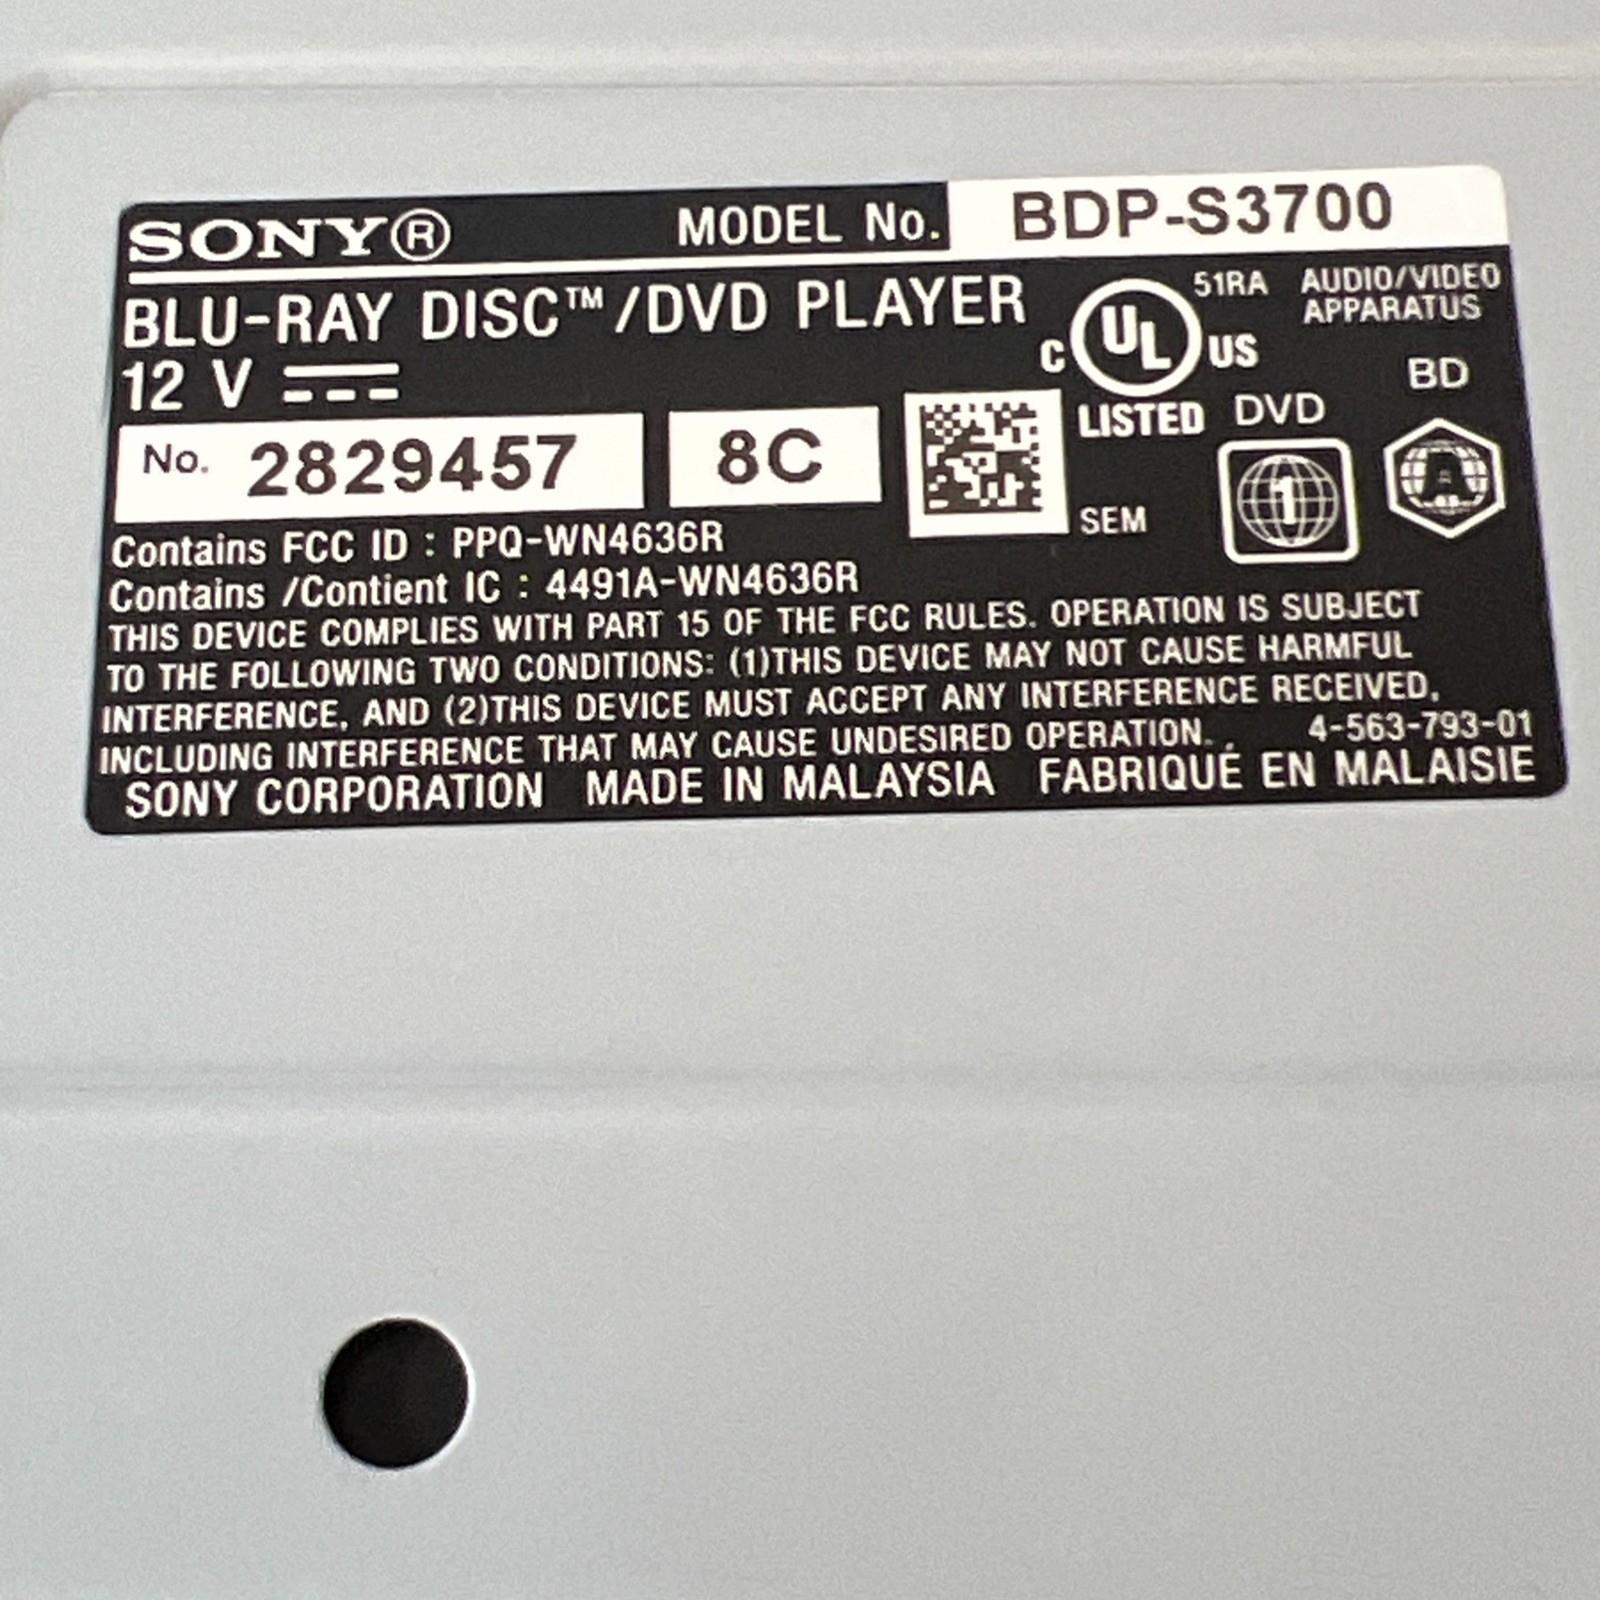 SONY® MODEL No. BDP-S3700
BLU-RAY DISC™/DVD PLAYER
12 V
No. 2829457 8C
C UL US 51RA
LISTED
AUDIO/VIDEO
APPARATUS
SEM
DVD
1
BD
A
Contains FCC ID : PPQ-WN4636R
Contains /Contient IC : 4491A-WN4636R
THIS DEVICE COMPLIES WITH PART 15 OF THE FCC RULES. OPERATION IS SUBJECT
TO THE FOLLOWING TWO CONDITIONS: (1)THIS DEVICE MAY NOT CAUSE HARMFUL
INTERFERENCE, AND (2)THIS DEVICE MUST ACCEPT ANY INTERFERENCE RECEIVED,
INCLUDING INTERFERENCE THAT MAY CAUSE UNDESIRED OPERATION. 4-563-793-01
SONY CORPORATION MADE IN MALAYSIA FABRIQUÉ EN MALAISIE